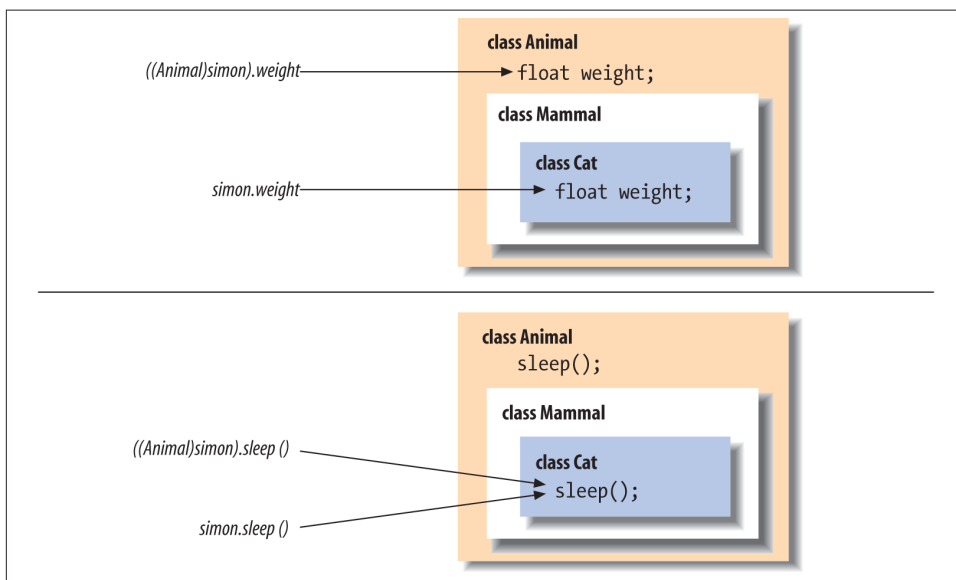 class Animal
((Animal)simon).weight
float weight;
class Mammal
class Cat
simon.weight
float weight;
class Animal
sleep();
class Mammal
((Animal)simon).sleep ()
class Cat
sleep();
simon.sleep ()